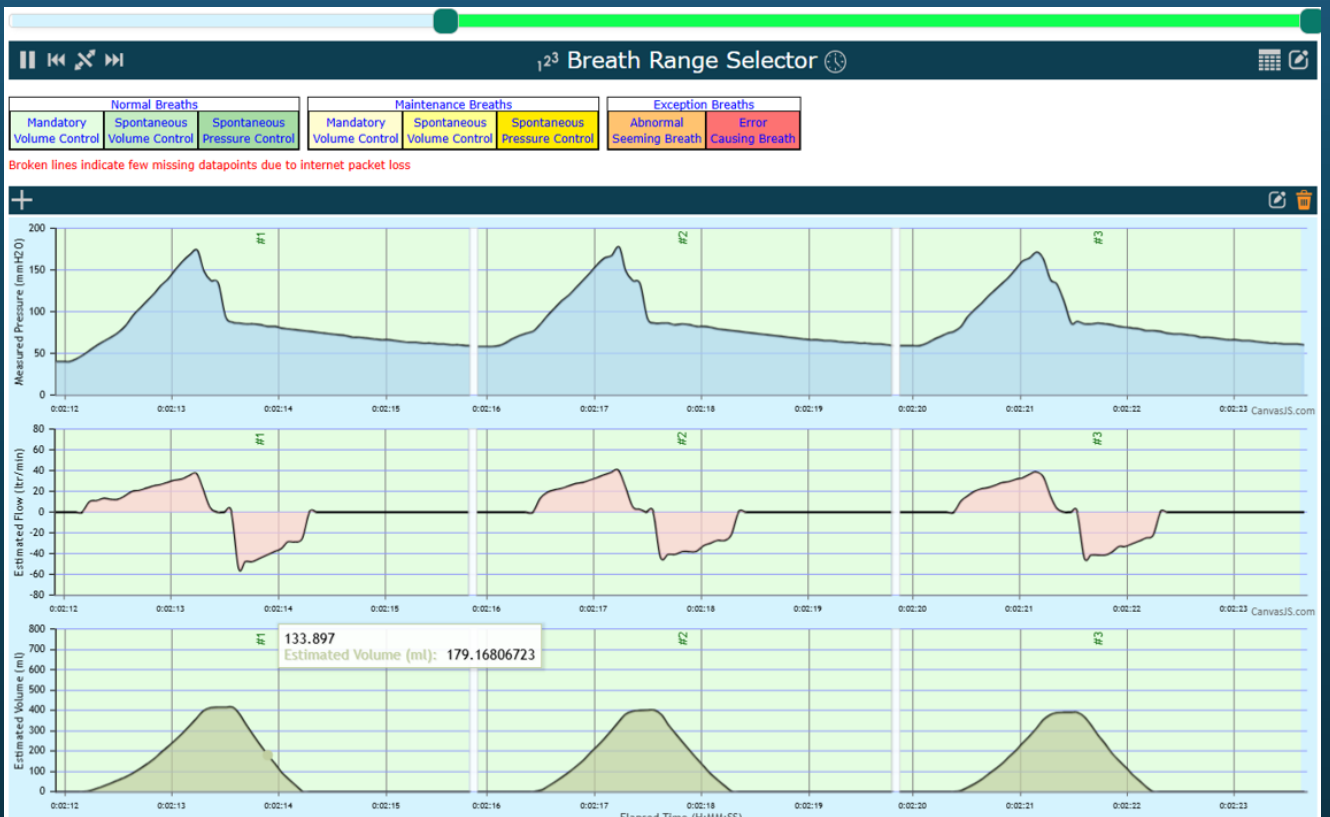 123 Breath Range Selector
Normal Breaths
Mandatory Volume Control
Spontaneous Volume Control
Spontaneous Pressure Control
Maintenance Breaths
Mandatory Volume Control
Spontaneous Volume Control
Spontaneous Pressure Control
Exception Breaths
Abnormal Seeming Breath
Error Causing Breath
Broken lines indicate few missing datapoints due to internet packet loss
Measured Pressure (mmH2O)
200
150
100
50
0
#1
#2
#3
0:02:12 0:02:13 0:02:14 0:02:15 0:02:16 0:02:17 0:02:18 0:02:19 0:02:20 0:02:21 0:02:22 0:02:23
CanvasJS.com
Estimated Flow (ltr/min)
80
60
40
20
0
-20
-40
-60
-80
#1
#2
#3
0:02:12 0:02:13 0:02:14 0:02:15 0:02:16 0:02:17 0:02:18 0:02:19 0:02:20 0:02:21 0:02:22 0:02:23
CanvasJS.com
Estimated Volume (ml)
800
700
600
500
400
300
200
100
0
#1
#2
#3
133.897
Estimated Volume (ml): 179.16806723
0:02:12 0:02:13 0:02:14 0:02:15 0:02:16 0:02:17 0:02:18 0:02:19 0:02:20 0:02:21 0:02:22 0:02:23
Elapsed Time (H:MM:SS)